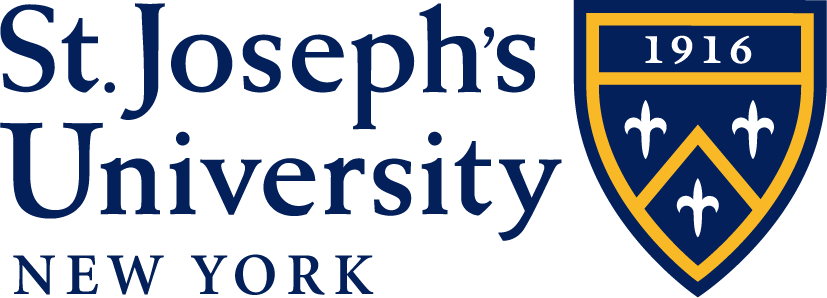 St. Joseph's
University
NEW YORK
1916